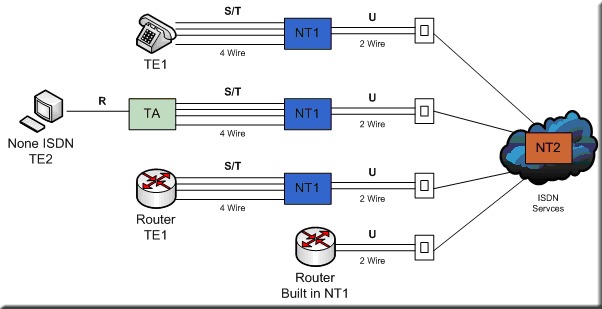 S/T
U
NT1
4 Wire
2 Wire
TE1
R
S/T
U
TA
NT1
4 Wire
2 Wire
None ISDN
TE2
NT2
ISDN
Servces
S/T
U
NT1
4 Wire
2 Wire
Router
TE1
U
2 Wire
Router
Built in NT1